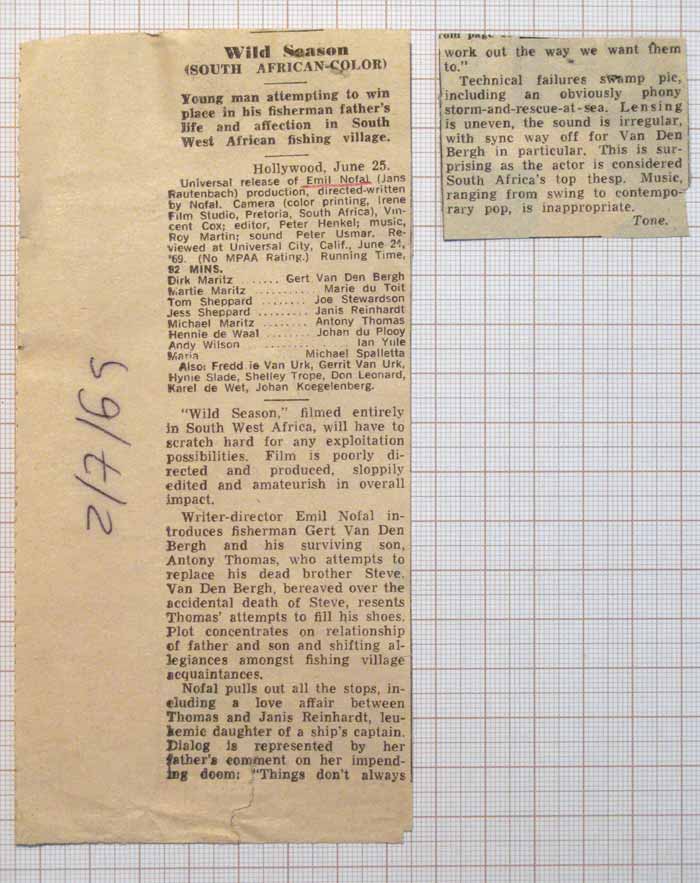 Wild Season
(SOUTH AFRICAN-COLOR)
Young man attempting to win
place in his fisherman father's
life and affection in South
West African fishing village.
Hollywood, June 25.
Universal release of Emil Nofal (Jans
Rautenbach) production, directed-written
by Nofal. Camera (color printing, Irene
Film Studio, Pretoria, South Africa), Vin-
cent Cox; editor, Peter Henkel; music,
Roy Martin; sound Peter Usmar. Re-
viewed at Universal City, Calif., June 24,
'69. (No MPAA Rating.) Running Time,
92 MINS.
Dirk Maritz ...... Gert Van Den Bergh
Martie Maritz .......... Marie du Toit
Tom Sheppard ........ Joe Stewardson
Jess Sheppard ......... Janis Reinhardt
Michael Maritz ........ Antony Thomas
Hennie de Waal ........ Johan du Plooy
Andy Wilson .............. Ian Yule
Maria Michael Spalletta
Also: Fredd ie Van Urk, Gerrit Van Urk,
Hynie Slade, Shelley Trope, Don Leonard,
Karel de Wet, Johan Koegelenberg.
"Wild Season," filmed entirely
in South West Africa, will have to
scratch hard for any exploitation
possibilities. Film is poorly di-
rected and produced, sloppily
edited and amateurish in overall
impact.
Writer-director Emil Nofal in-
troduces fisherman Gert Van Den
Bergh and his surviving son,
Antony Thomas, who attempts to
replace his dead brother Steve.
Van Den Bergh, bereaved over the
accidental death of Steve, resents
Thomas' attempts to fill his shoes.
Plot concentrates on relationship
of father and son and shifting al-
legiances amongst fishing village
acquaintances.
Nofal pulls out all the stops, in-
cluding a love affair between
Thomas and Janis Reinhardt, leu-
kemic daughter of a ship's captain.
Dialog is represented by her
father's comment on her impend-
ing doom: "Things don't always
2/7/69
page
work out the way we want them
to."
Technical failures swamp pic,
including an obviously phony
storm-and-rescue-at-sea. Lensing
is uneven, the sound is irregular,
with sync way off for Van Den
Bergh in particular. This is sur-
prising as the actor is considered
South Africa's top thesp. Music,
ranging from swing to contempo-
rary pop, is inappropriate.
Tone.